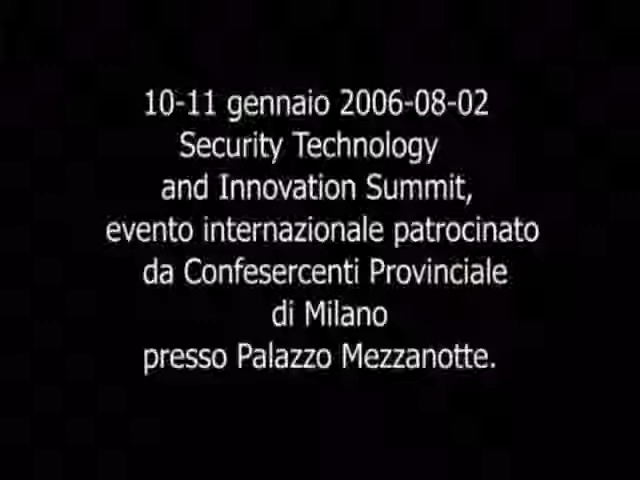 10-11 gennaio 2006-08-02
Security Technology
and Innovation Summit,
evento internazionale patrocinato
da Confesercenti Provinciale
di Milano
presso Palazzo Mezzanotte.